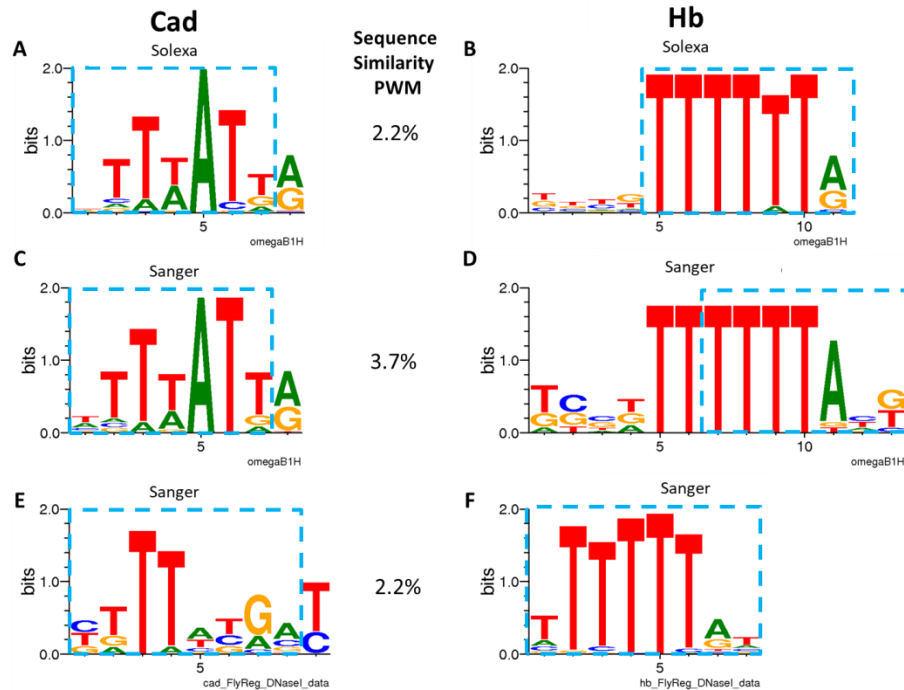 Cad
Hb
Sequence
Similarity
PWM
A
Solexa
2.0
1.0
0.0
bits
T T T A T T A
C A A A C G G
5
omegaB1H
2.2%
B
Solexa
2.0
1.0
0.0
bits
T T T T T T A
A G
5 10
omegaB1H
C
Sanger
2.0
1.0
0.0
bits
T T T A T T A
A A G G
5
omegaB1H
3.7%
D
Sanger
2.0
1.0
0.0
bits
T C C T T T T T T T A C G
G G G T
5 10
omegaB1H
E
Sanger
2.0
1.0
0.0
bits
C T T T A T G A T
T G C A C
5
cad_FlyReg_DNaseI_data
2.2%
F
Sanger
2.0
1.0
0.0
bits
T T T T T T A T
A G
5
hb_FlyReg_DNaseI_data